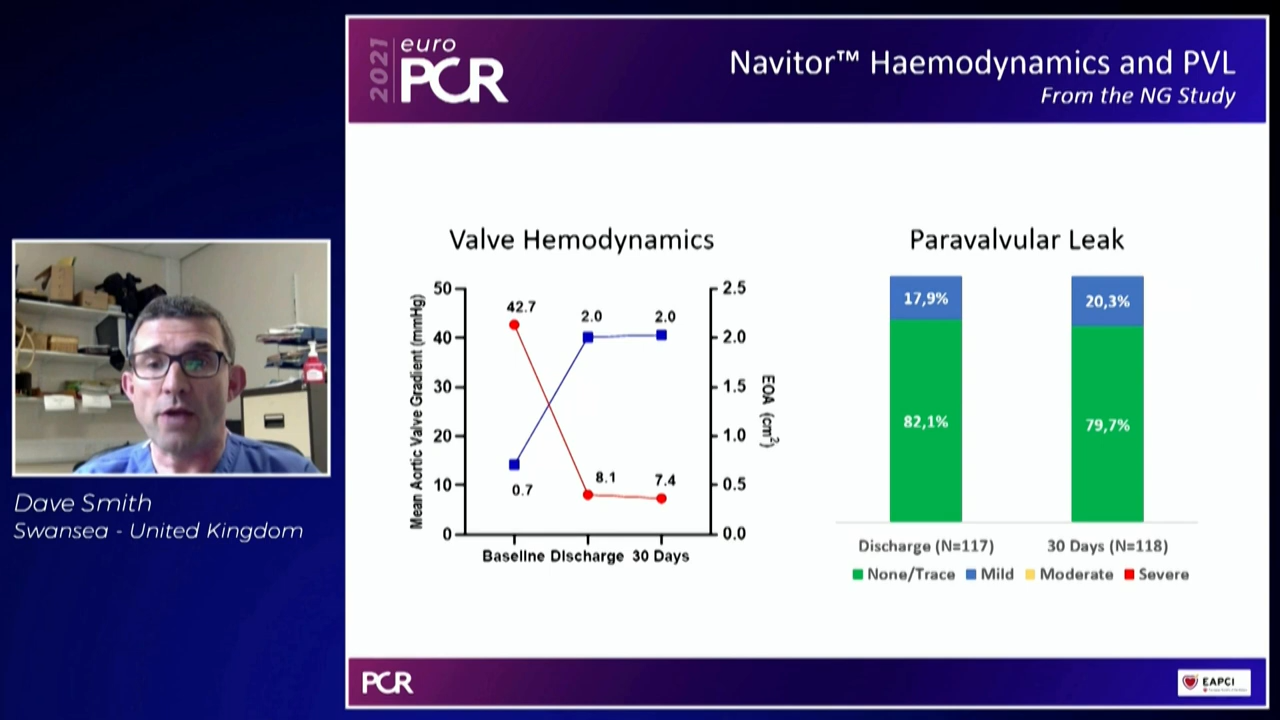 2021 euro
PCR
Navitor™ Haemodynamics and PVL
From the NG Study
Dave Smith
Swansea - United Kingdom
Valve Hemodynamics
Mean Aortic Valve Gradient (mmHg)
50
40
30
20
10
0
42.7
2.0
2.0
0.7
8.1
7.4
2.5
2.0
1.5
1.0
0.5
0.0
EOA (cm²)
Baseline Discharge 30 Days
Paravalvular Leak
17,9%
20,3%
82,1%
79,7%
Discharge (N=117)
30 Days (N=118)
None/Trace Mild Moderate Severe
PCR
EAPCI